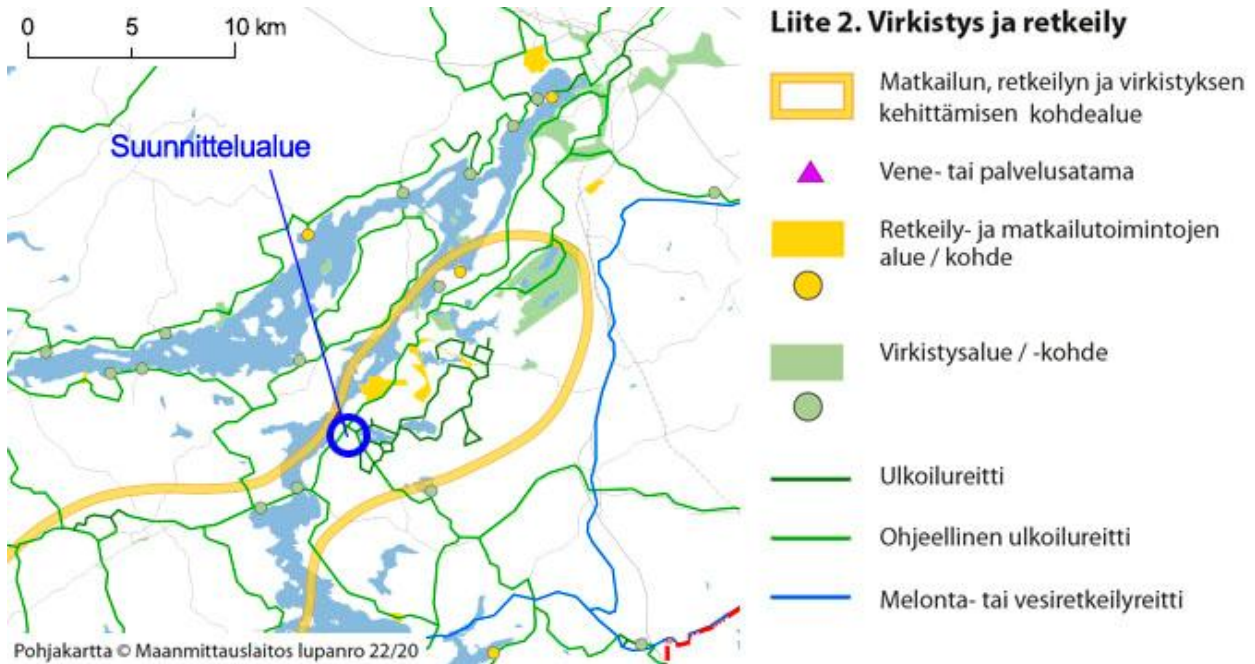 0 5 10 km
Suunnittelualue
Pohjakartta © Maanmittauslaitos lupanro 22/20
Liite 2. Virkistys ja retkeily
Matkailun, retkeilyn ja virkistyksen
kehittämisen kohdealue
Vene- tai palvelusatama
Retkeily- ja matkailutoimintojen
alue / kohde
Virkistysalue / -kohde
Ulkoilureitti
Ohjeellinen ulkoilureitti
Melonta- tai vesiretkeilyreitti